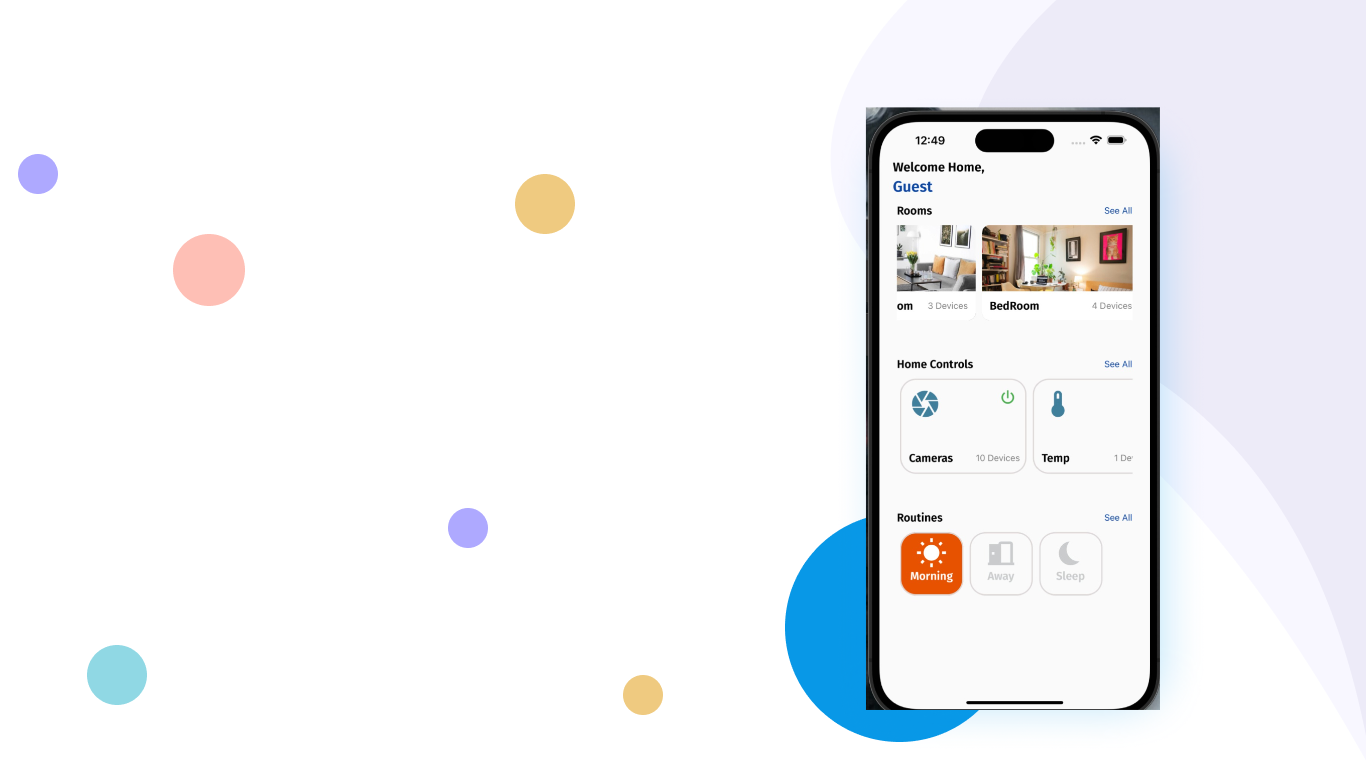 12:49
Welcome Home,
Guest
Rooms See All
om 3 Devices BedRoom 4 Devices
Home Controls See All
Cameras 10 Devices Temp 1 De
Routines See All
Morning Away Sleep